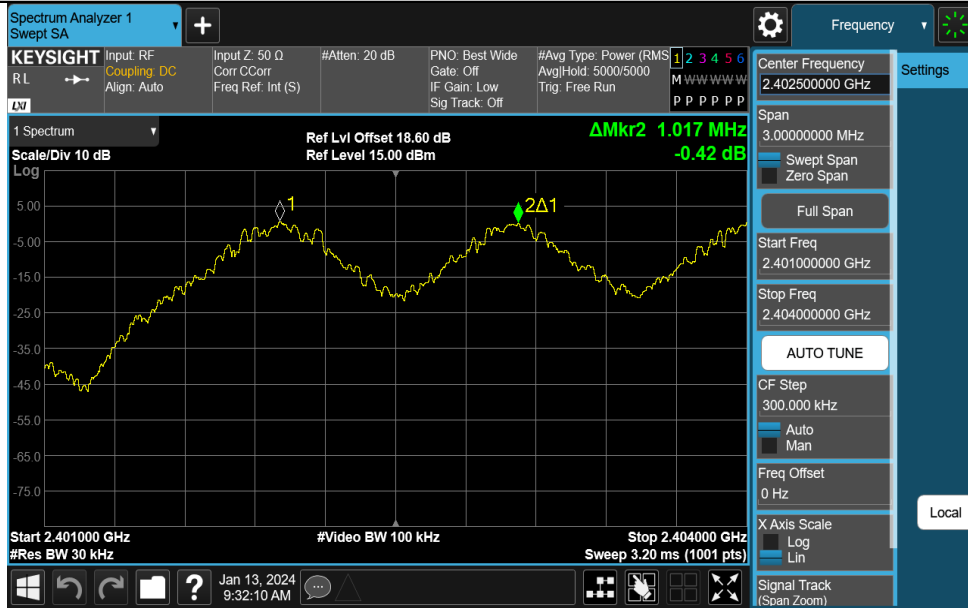 Spectrum Analyzer 1
Swept SA
Frequency
KEYSIGHT
RL
LXI
Input: RF
Coupling: DC
Align: Auto
Input Z: 50 Ω
Corr CCorr
Freq Ref: Int (S)
#Atten: 20 dB
PNO: Best Wide
Gate: Off
IF Gain: Low
Sig Track: Off
#Avg Type: Power (RMS
Avg|Hold: 5000/5000
Trig: Free Run
1 2 3 4 5 6
M W W W W W
P P P P P P
1 Spectrum
Scale/Div 10 dB
Log
Ref Lvl Offset 18.60 dB
Ref Level 15.00 dBm
ΔMkr2 1.017 MHz
-0.42 dB
1
2Δ1
5.00
-5.00
-15.0
-25.0
-35.0
-45.0
-55.0
-65.0
-75.0
Start 2.401000 GHz
#Res BW 30 kHz
#Video BW 100 kHz
Stop 2.404000 GHz
Sweep 3.20 ms (1001 pts)
Center Frequency
2.402500000 GHz
Settings
Span
3.00000000 MHz
Swept Span
Zero Span
Full Span
Start Freq
2.401000000 GHz
Stop Freq
2.404000000 GHz
AUTO TUNE
CF Step
300.000 kHz
Auto
Man
Freq Offset
0 Hz
Local
X Axis Scale
Log
Lin
Signal Track
(Span Zoom)
?
Jan 13, 2024
9:32:10 AM